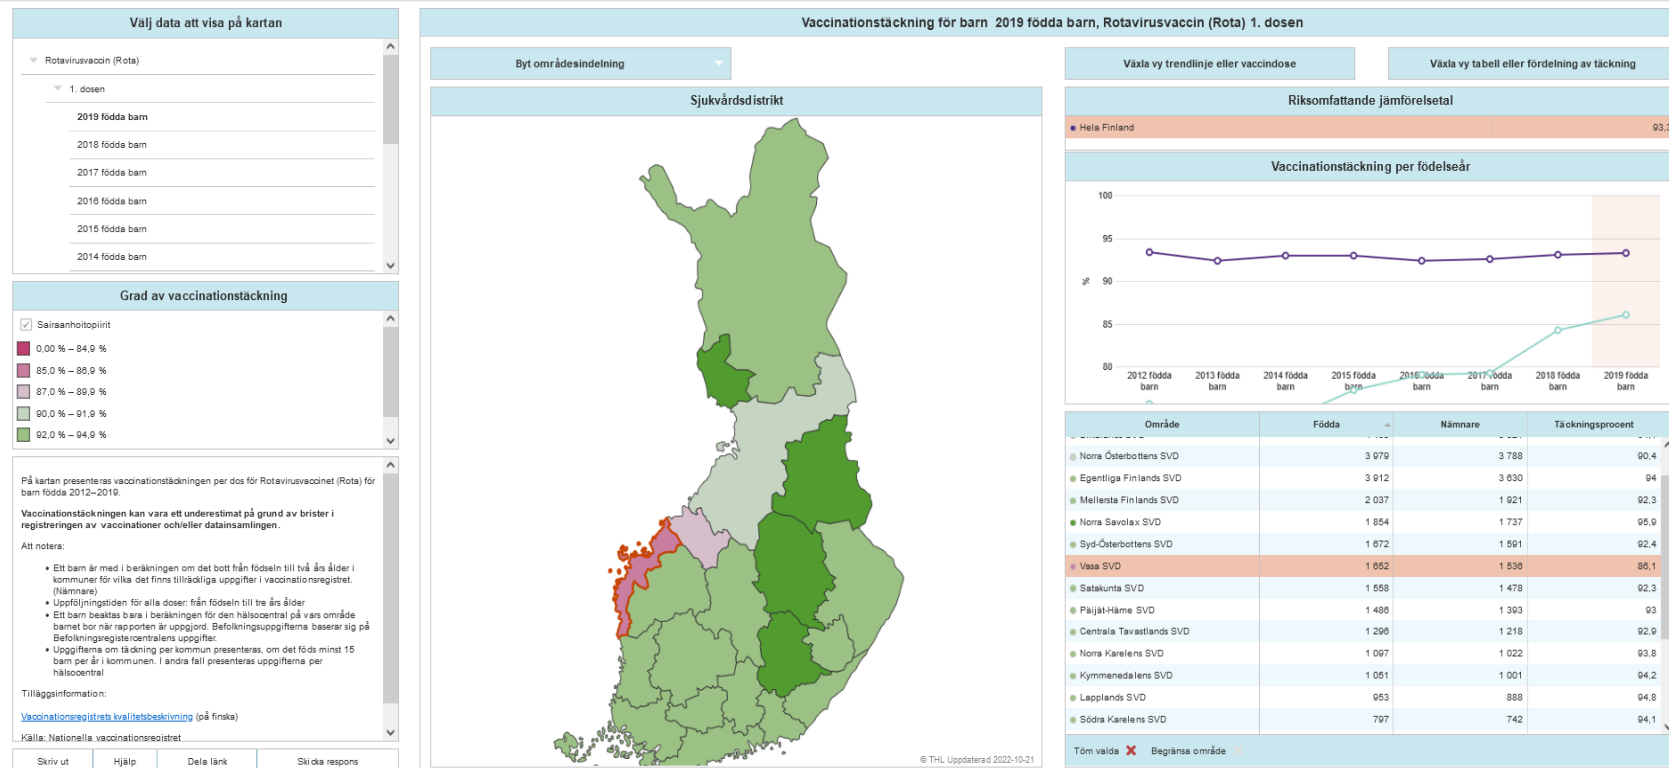 Välj data att visa på kartan
Rotavirusvaccin (Rota)
1. dosen
2019 födda barn
2018 födda barn
2017 födda barn
2016 födda barn
2015 födda barn
2014 födda barn
Grad av vaccinationstäckning
Sairaanhoitopiirit
0,00 % – 84,9 %
85,0 % – 86,9 %
87,0 % – 89,9 %
90,0 % – 91,9 %
92,0 % – 94,9 %
På kartan presenteras vaccinationstäckningen per dos för Rotavirusvaccinet (Rota) för
barn födda 2012–2019.
Vaccinationstäckningen kan vara ett underestimat på grund av brister i
registreringen av vaccinationer och/eller datainsamlingen.
Att notera:
• Ett barn är med i beräkningen om det bott från födseln till två års ålder i
kommuner för vilka det finns tillräckliga uppgifter i vaccinationsregistret.
(Nämnare)
• Uppföljningstiden för alla doser: från födseln till tre års ålder
• Ett barn beaktas bara i beräkningen för den hälsocentral på vars område
barnet bor när rapporten är uppgjord. Befolkningsuppgifterna baserar sig på
Befolkningsregistercentralens uppgifter.
• Uppgifterna om täckning per kommun presenteras, om det föds minst 15
barn per år i kommunen. I andra fall presenteras uppgifterna per
hälsocentral
Tilläggsinformation:
Vaccinationsregistrets kvalitetsbeskrivning (på finska)
Källa: Nationella vaccinationsregistret
Skriv ut Hjälp Dela länk Skicka respons
Vaccinationstäckning för barn 2019 födda barn, Rotavirusvaccin (Rota) 1. dosen
Byt områdesindelning
Sjukvårdsdistrikt
© THL Uppdaterad 2022-10-21
Växla vy trendlinje eller vaccindose
Växla vy tabell eller fördelning av täckning
Riksomfattande jämförelsetal
Hela Finland 93,3
Vaccinationstäckning per födelseår
100
95
90
85
80
%
2012 födda barn
2013 födda barn
2014 födda barn
2015 födda barn
2016 födda barn
2017 födda barn
2018 födda barn
2019 födda barn
Område Födda Nämnare Täckningsprocent
Norra Österbottens SVD 3 979 3 788 90,4
Egentliga Finlands SVD 3 912 3 630 94
Mellersta Finlands SVD 2 037 1 921 92,3
Norra Savolax SVD 1 854 1 737 95,9
Syd-Österbottens SVD 1 672 1 591 92,4
Vasa SVD 1 652 1 536 86,1
Satakunta SVD 1 558 1 478 92,3
Päijät-Häme SVD 1 486 1 393 93
Centrala Tavastlands SVD 1 296 1 218 92,9
Norra Karelens SVD 1 097 1 022 93,8
Kymmenedalens SVD 1 051 1 001 94,2
Lapplands SVD 953 888 94,8
Södra Karelens SVD 797 742 94,1
Töm valda Begränsa område